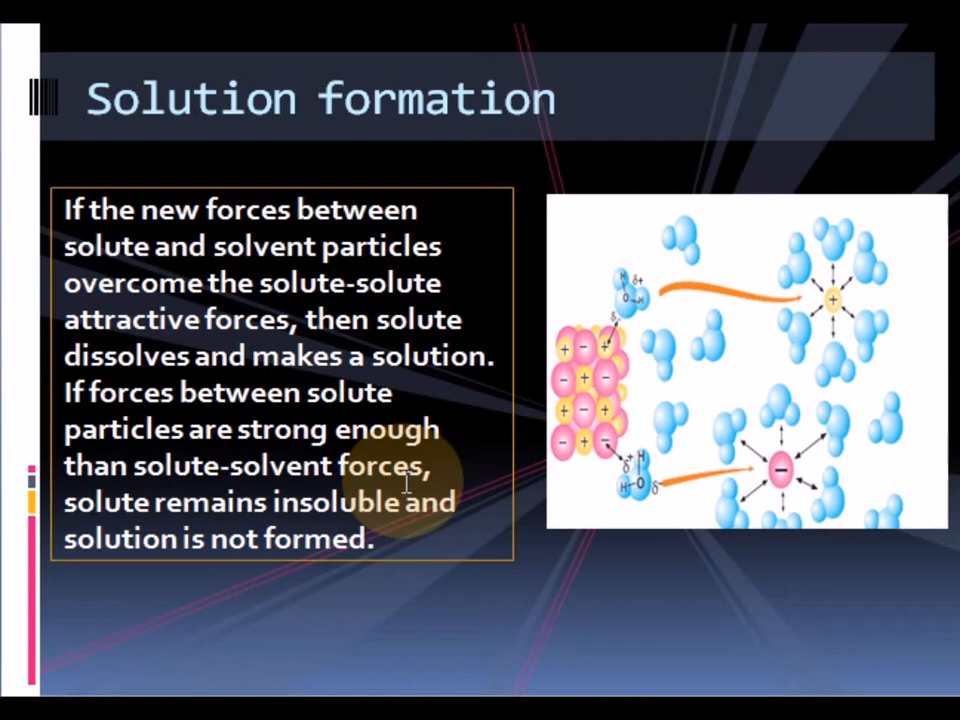 Solution formation
If the new forces between
solute and solvent particles
overcome the solute-solute
attractive forces, then solute
dissolves and makes a solution.
If forces between solute
particles are strong enough
than solute-solvent forces,
solute remains insoluble and
solution is not formed.
H δ+
O H
δ-
+ - +
- + -
+ - +
- + -
+
H
δ+
H O δ-
-